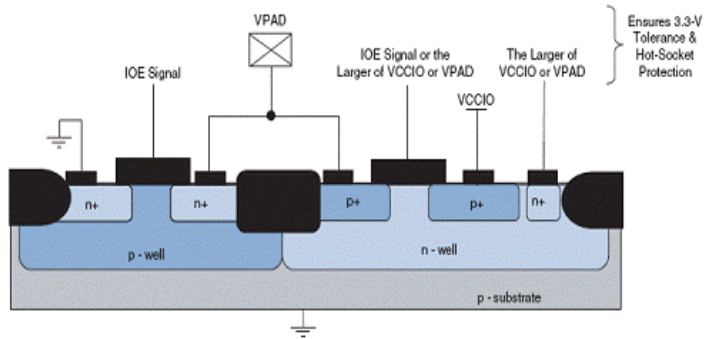 VPAD
IOE Signal
IOE Signal or the
Larger of VCCIO or VPAD
The Larger of
VCCIO or VPAD
Ensures 3.3-V
Tolerance &
Hot-Socket
Protection
VCCIO
n+
n+
p+
p+
n+
p - well
n - well
p - substrate